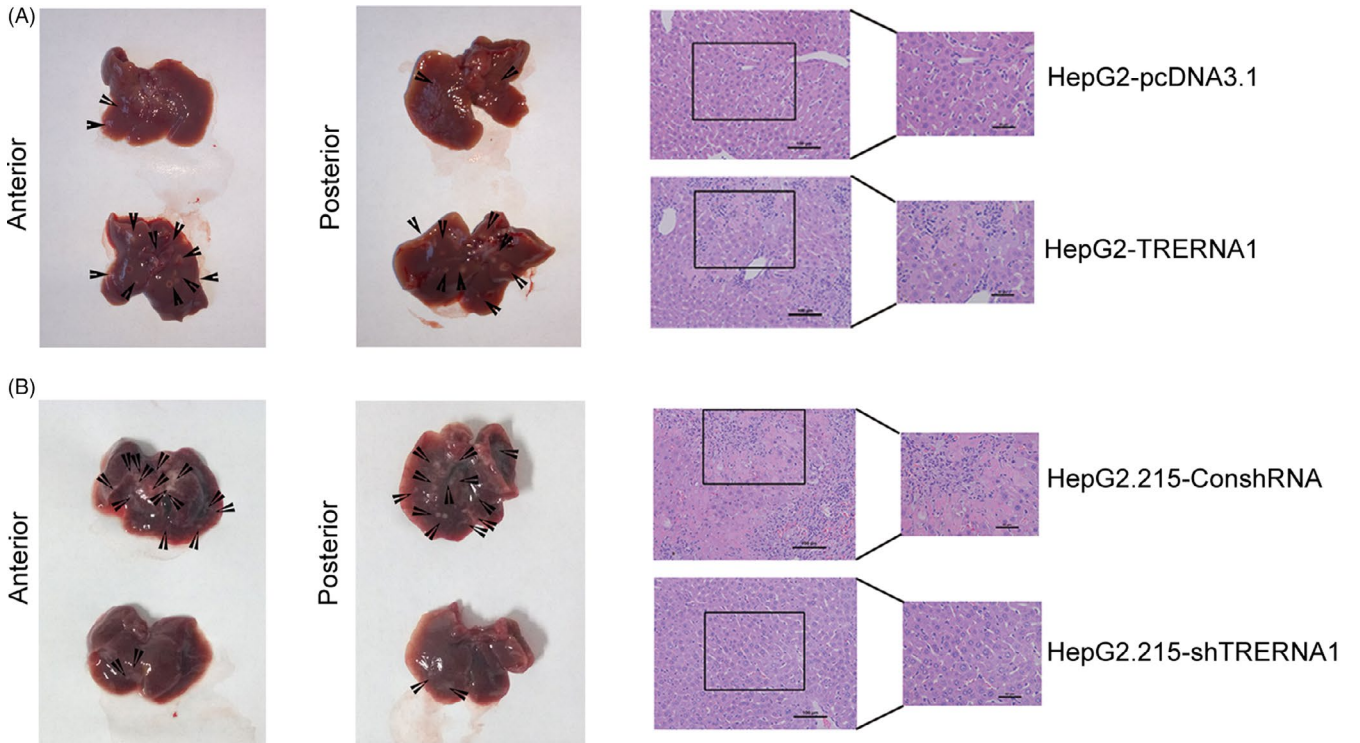 (A)
Anterior
Posterior
HepG2-pcDNA3.1
HepG2-TRERNA1
(B)
Anterior
Posterior
HepG2.215-ConshRNA
HepG2.215-shTRERNA1